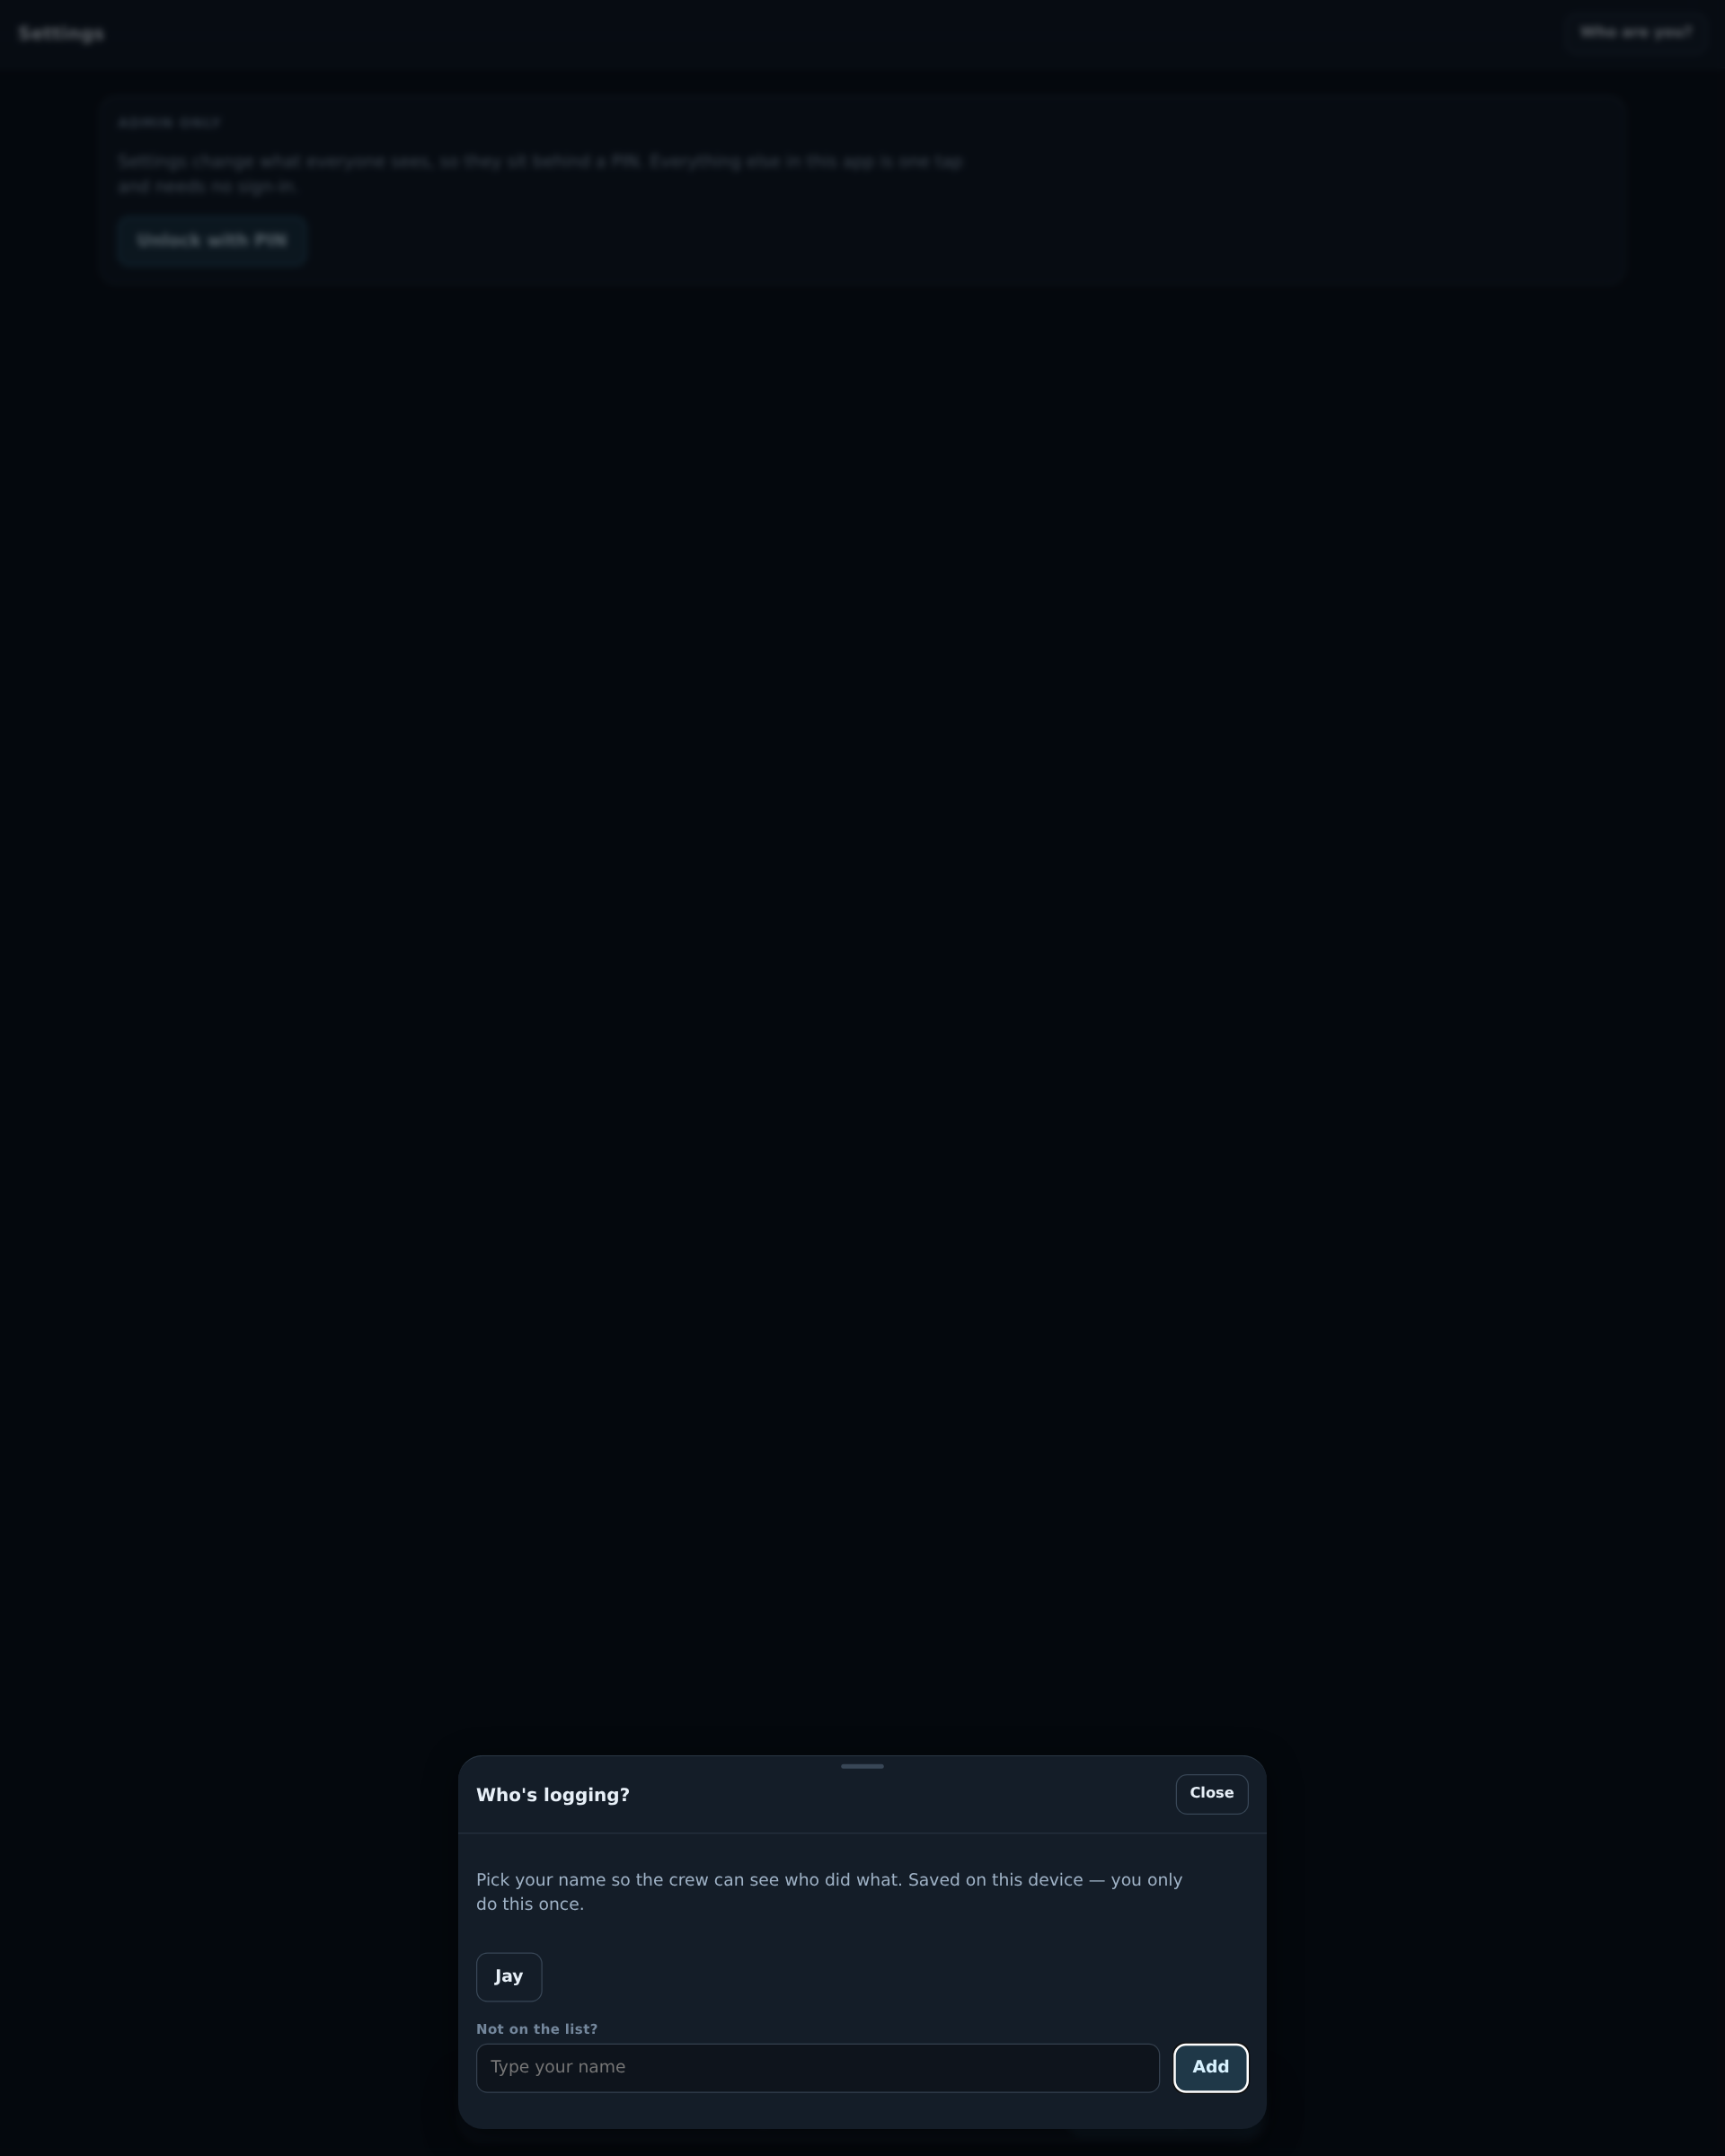 Settings
Who are you?
ADMIN ONLY
Settings change what everyone sees, so they sit behind a PIN. Everything else in this app is one tap
and needs no sign-in.
Unlock with PIN
Who's logging?
Close
Pick your name so the crew can see who did what. Saved on this device — you only
do this once.
Jay
Not on the list?
Type your name
Add